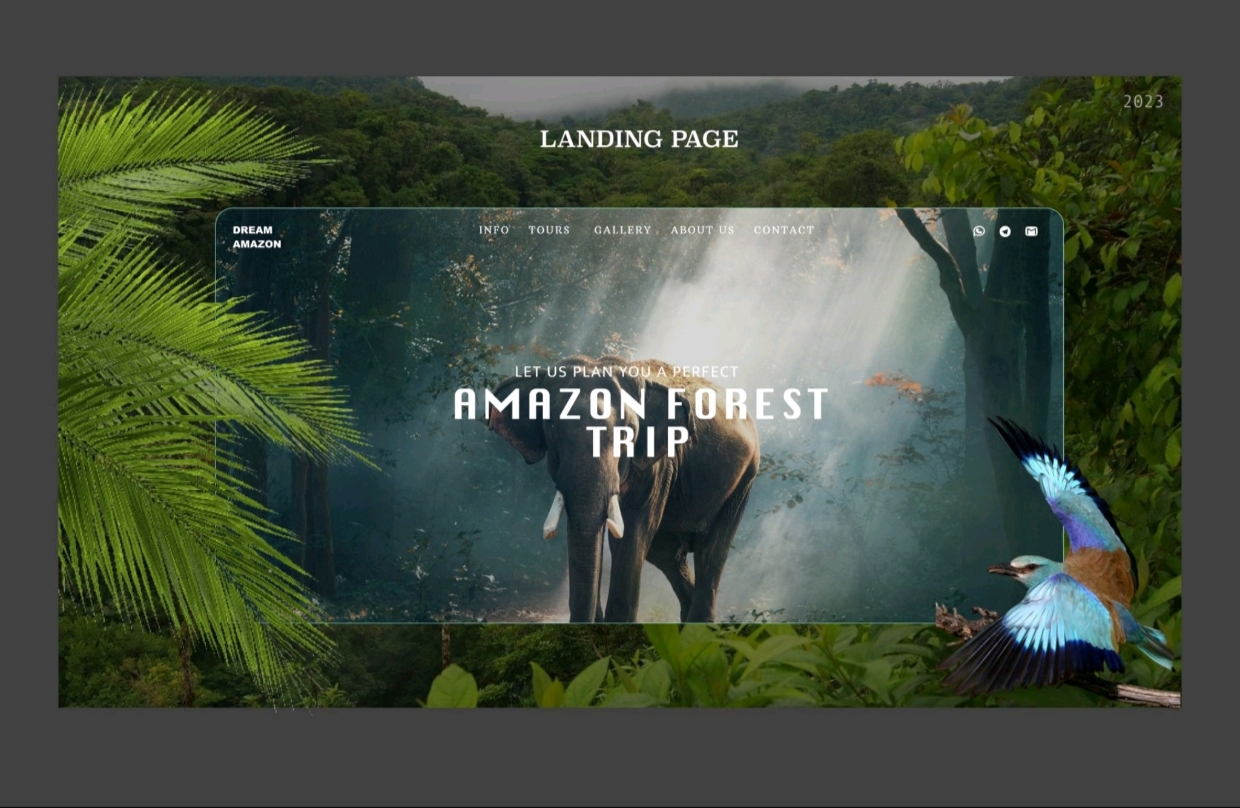 2023
LANDING PAGE
DREAM
AMAZON
INFO TOURS GALLERY ABOUT US CONTACT
LET US PLAN YOU A PERFECT
AMAZON FOREST
TRIP